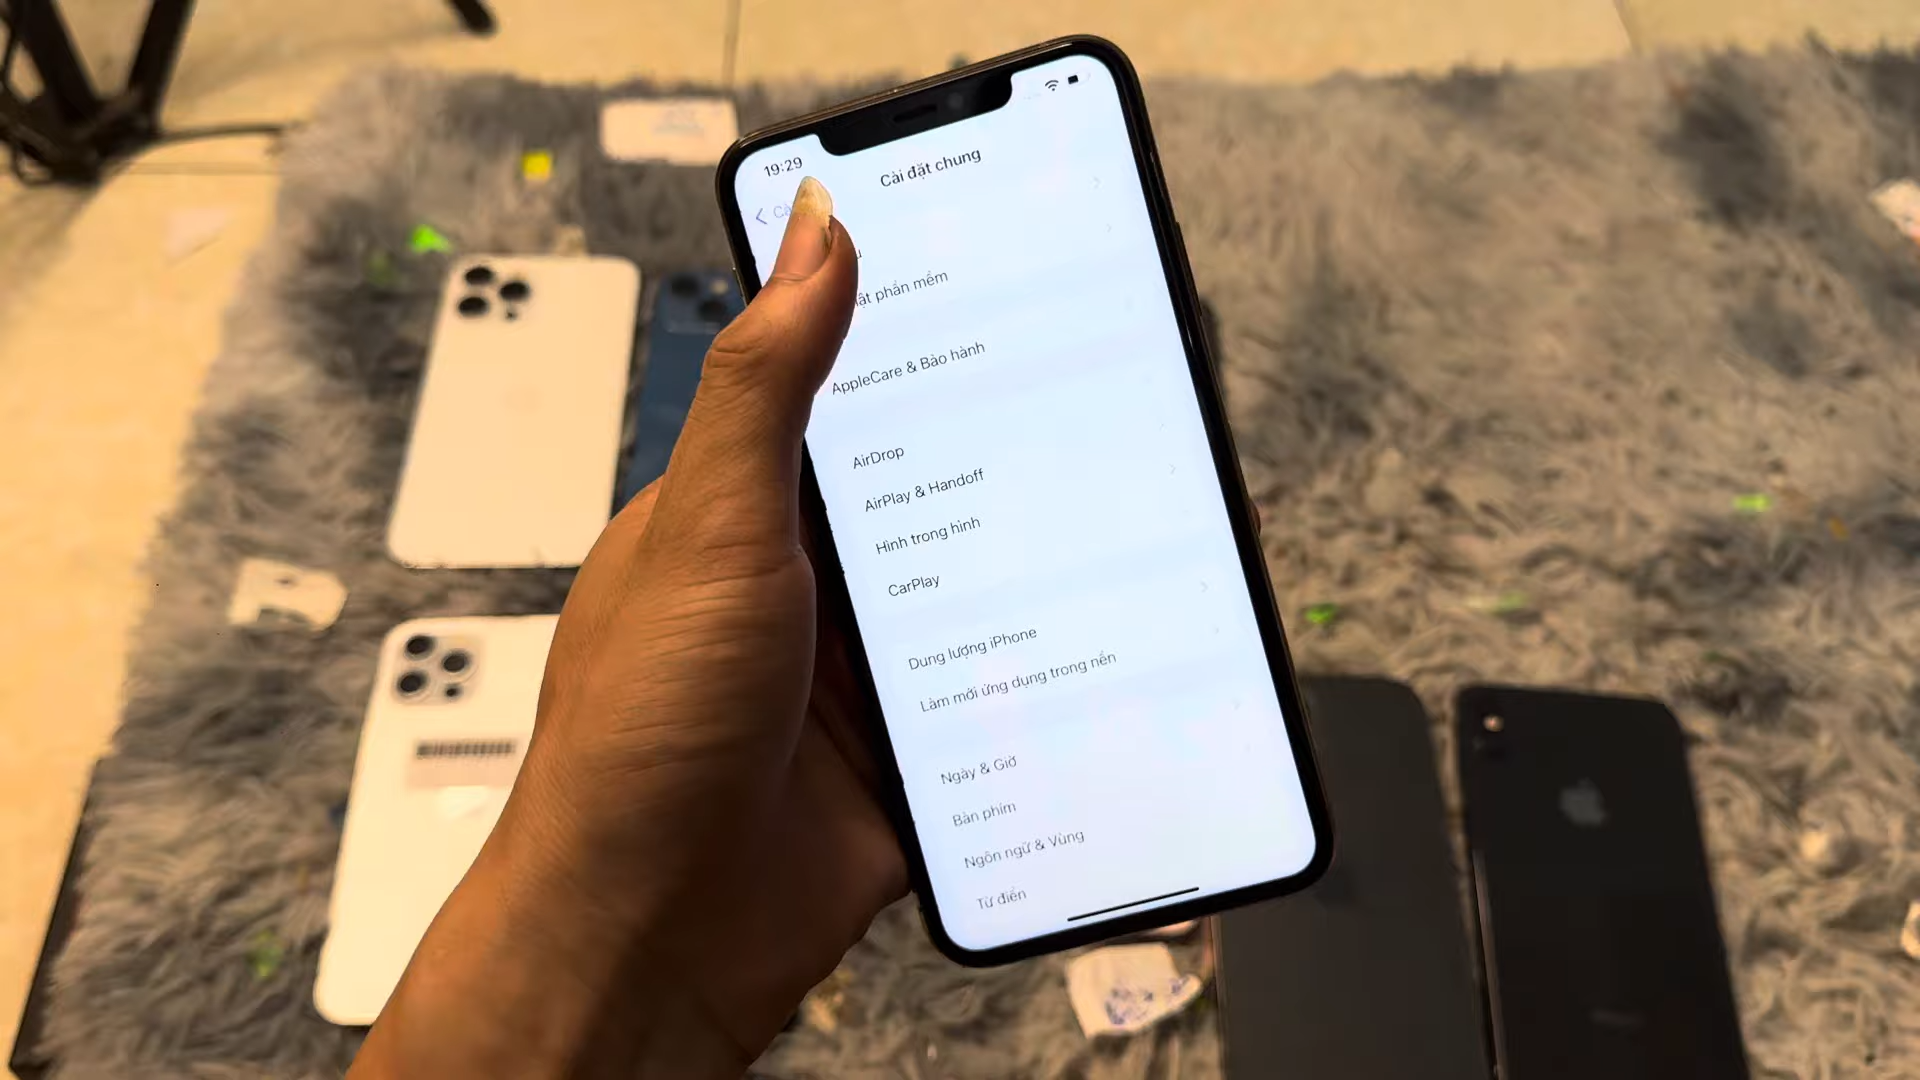 19:29
Cài đặt chung
phần mềm
AppleCare & Bảo hành
AirDrop
AirPlay & Handoff
Hình trong hình
CarPlay
Dung lượng iPhone
Làm mới ứng dụng trong nền
Ngày & Giờ
Bàn phím
Ngôn ngữ & Vùng
Từ điển